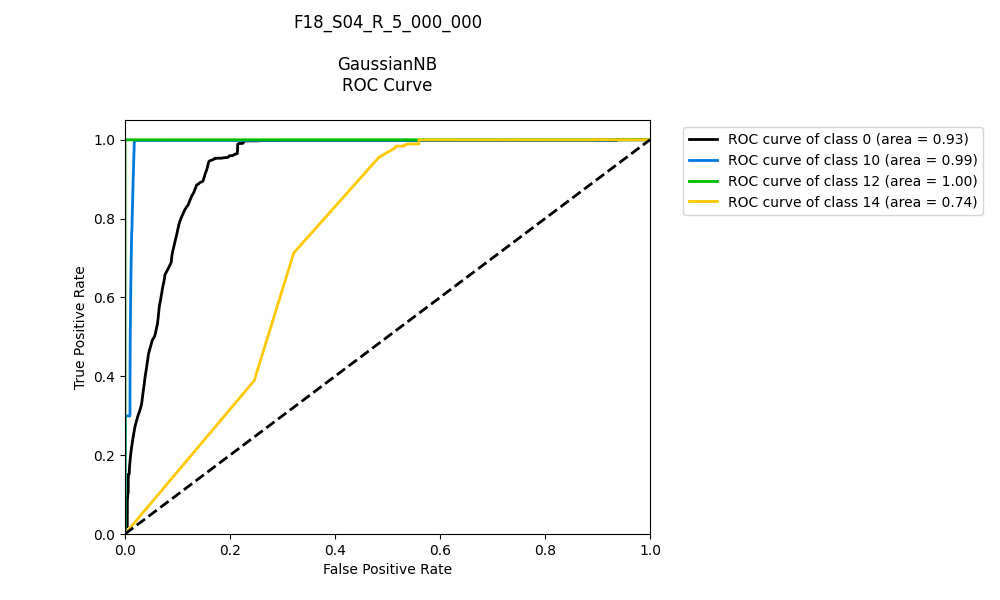 F18_S04_R_5_000_000
GaussianNB
ROC Curve
ROC curve of class 0 (area = 0.93)
ROC curve of class 10 (area = 0.99)
ROC curve of class 12 (area = 1.00)
ROC curve of class 14 (area = 0.74)
True Positive Rate
1.0
0.8
0.6
0.4
0.2
0.0
0.0 0.2 0.4 0.6 0.8 1.0
False Positive Rate